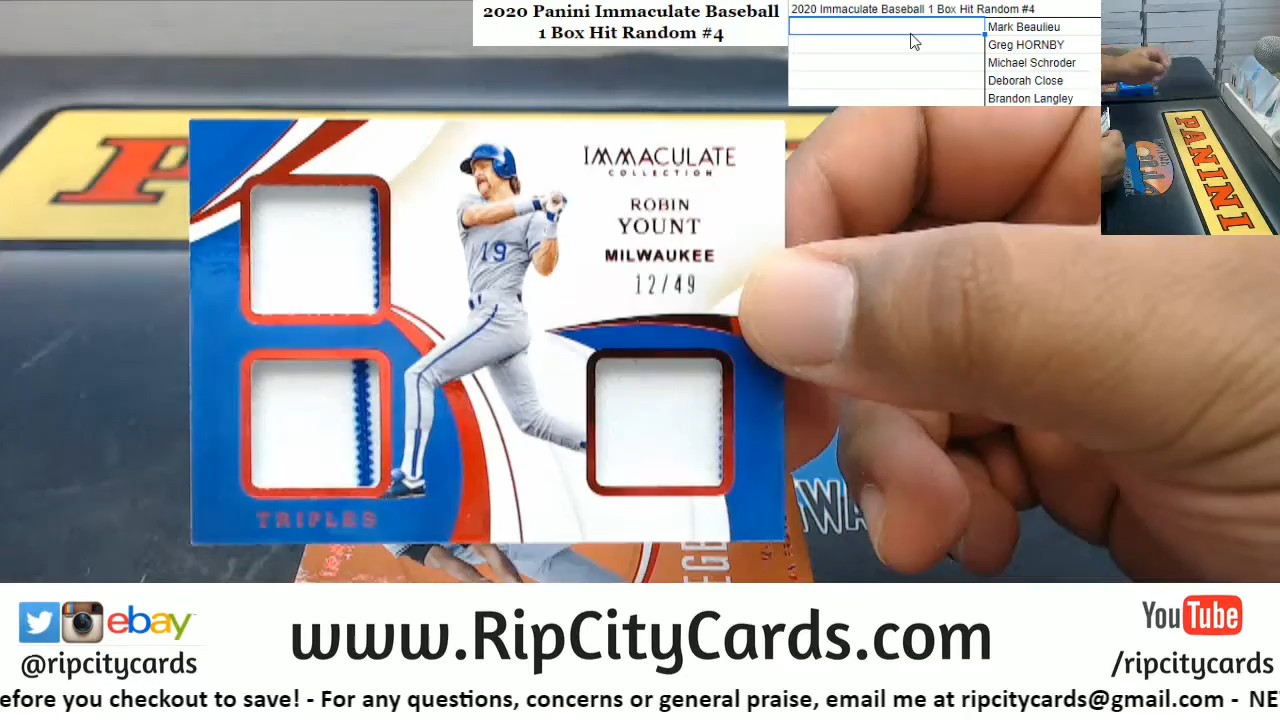 2020 Panini Immaculate Baseball
1 Box Hit Random #4
2020 Immaculate Baseball 1 Box Hit Random #4
Mark Beaulieu
Greg HORNBY
Michael Schroder
Deborah Close
Brandon Langley
PANINI
P
IMMACULATE
COLLECTION
ROBIN
YOUNT
MILWAUKEE
12/49
19
TRIPLES
ebay
@ripcitycards
www.RipCityCards.com
YouTube
/ripcitycards
efore you checkout to save! - For any questions, concerns or general praise, email me at ripcitycards@gmail.com - NE